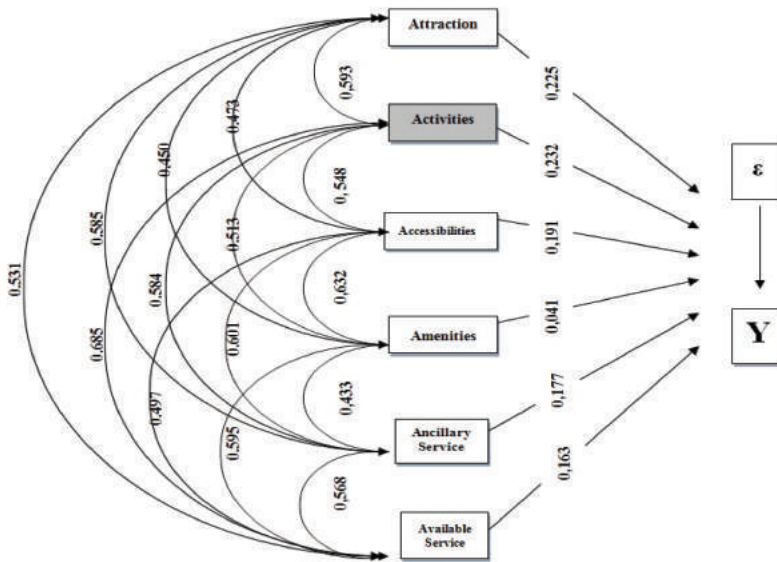 Attraction
0,593
0.473
0,225
Activities
0,232
0.450
0, 548
0.585
0.513
Accessibilities
0,191
ε
0.531
0.584
0,632
0.685
0.601
Amenities
0,041
Y
0.497
0,433
0,177
0.595
Ancillary
Service
0,568
0,163
Available
Service